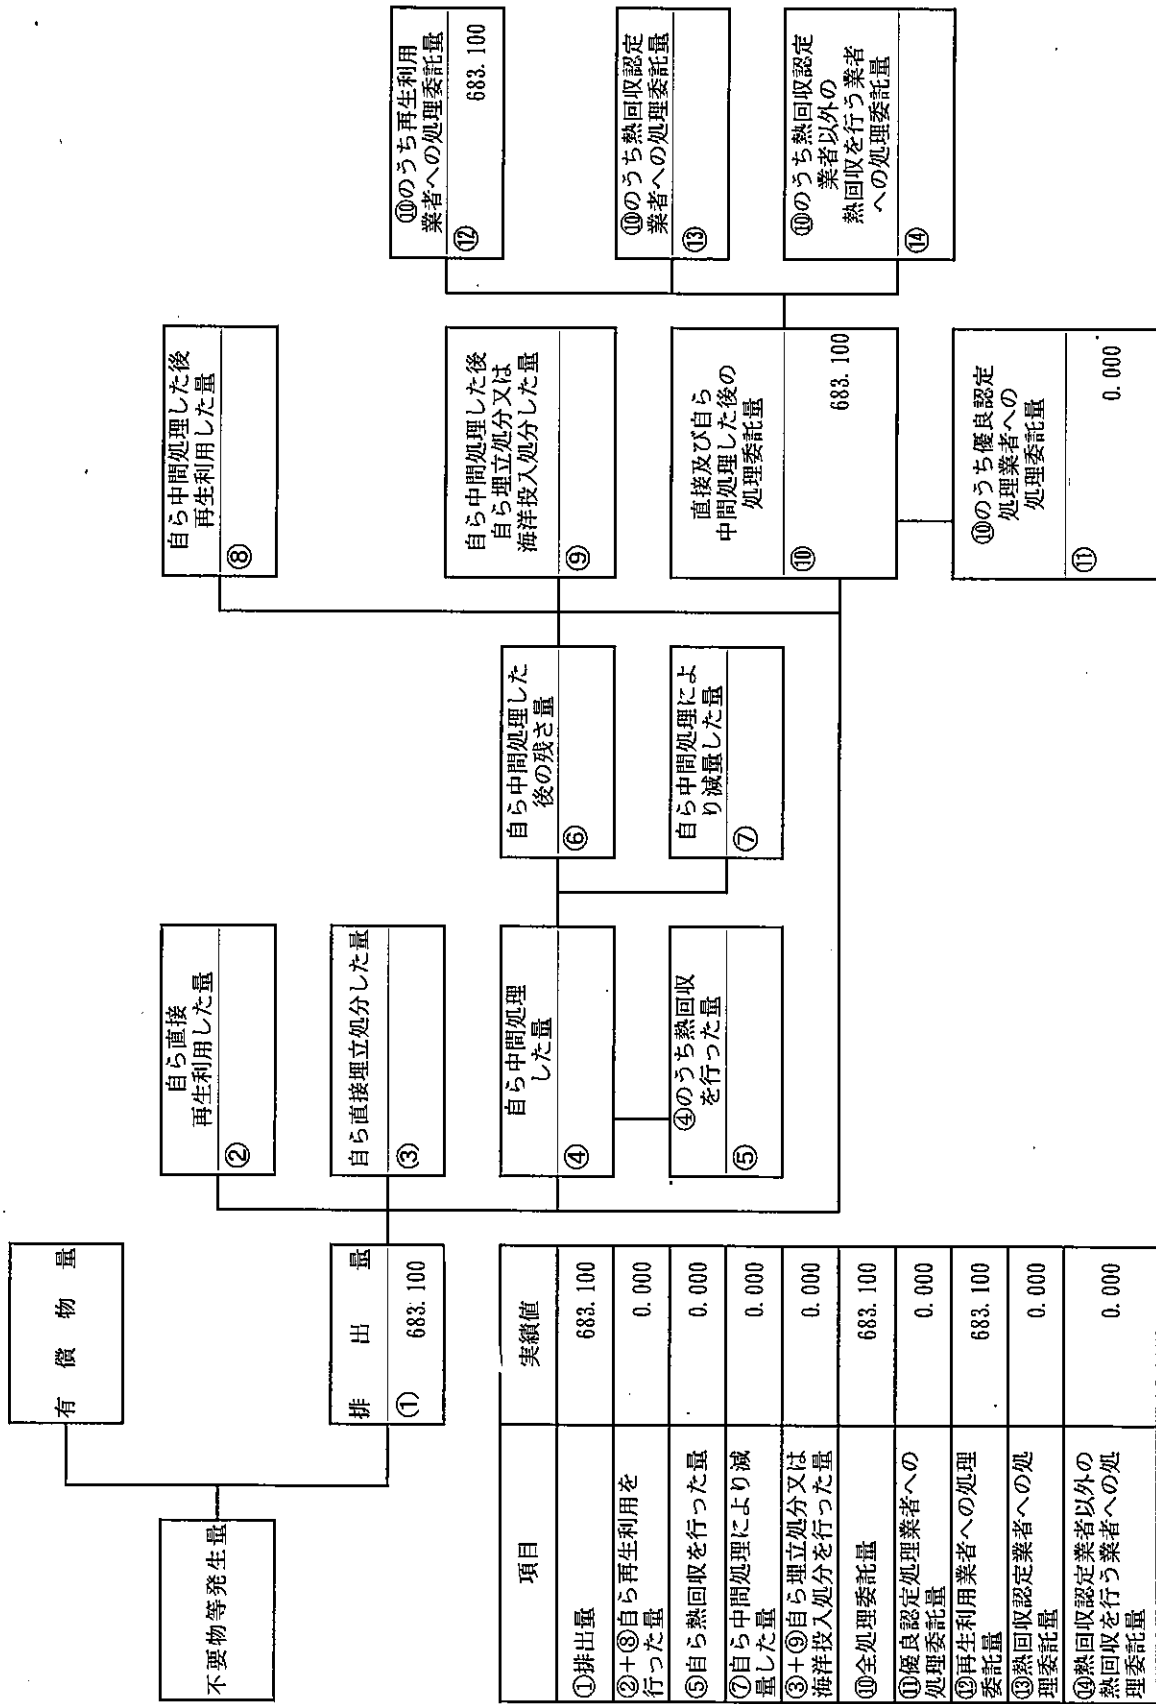 不要物等発生量
有償物量
排出量
① 683.100
自ら直接
再生利用した量
②
自ら直接埋立処分した量
③
自ら中間処理
した量
④
④のうち熱回収
を行った量
⑤
自ら中間処理した
後の残さ量
⑥
自ら中間処理によ
り減量した量
⑦
自ら中間処理した後
再生利用した量
⑧
自ら中間処理した後
自ら埋立処分又は
海洋投入処分した量
⑨
直接及び自ら
中間処理した後の
処理委託量
⑩ 683.100
⑩のうち優良認定
処理業者への
処理委託量
⑪ 0.000
⑩のうち再生利用
業者への処理委託量
⑫ 683.100
⑩のうち熱回収認定
業者への処理委託量
⑬
⑩のうち熱回収認定
業者以外の
熱回収を行う業者
への処理委託量
⑭
項目 実績値
①排出量 683.100
②+⑧自ら再生利用を
行った量 0.000
⑤自ら熱回収を行った量 0.000
⑦自ら中間処理により減
量した量 0.000
③+⑨自ら埋立処分又は
海洋投入処分を行った量 0.000
⑩全処理委託量 683.100
⑪優良認定処理業者への
処理委託量 0.000
⑫再生利用業者への処理
委託量 683.100
⑬熱回収認定業者への処
理委託量 0.000
⑭熱回収認定業者以外の
熱回収を行う業者への処
理委託量 0.000